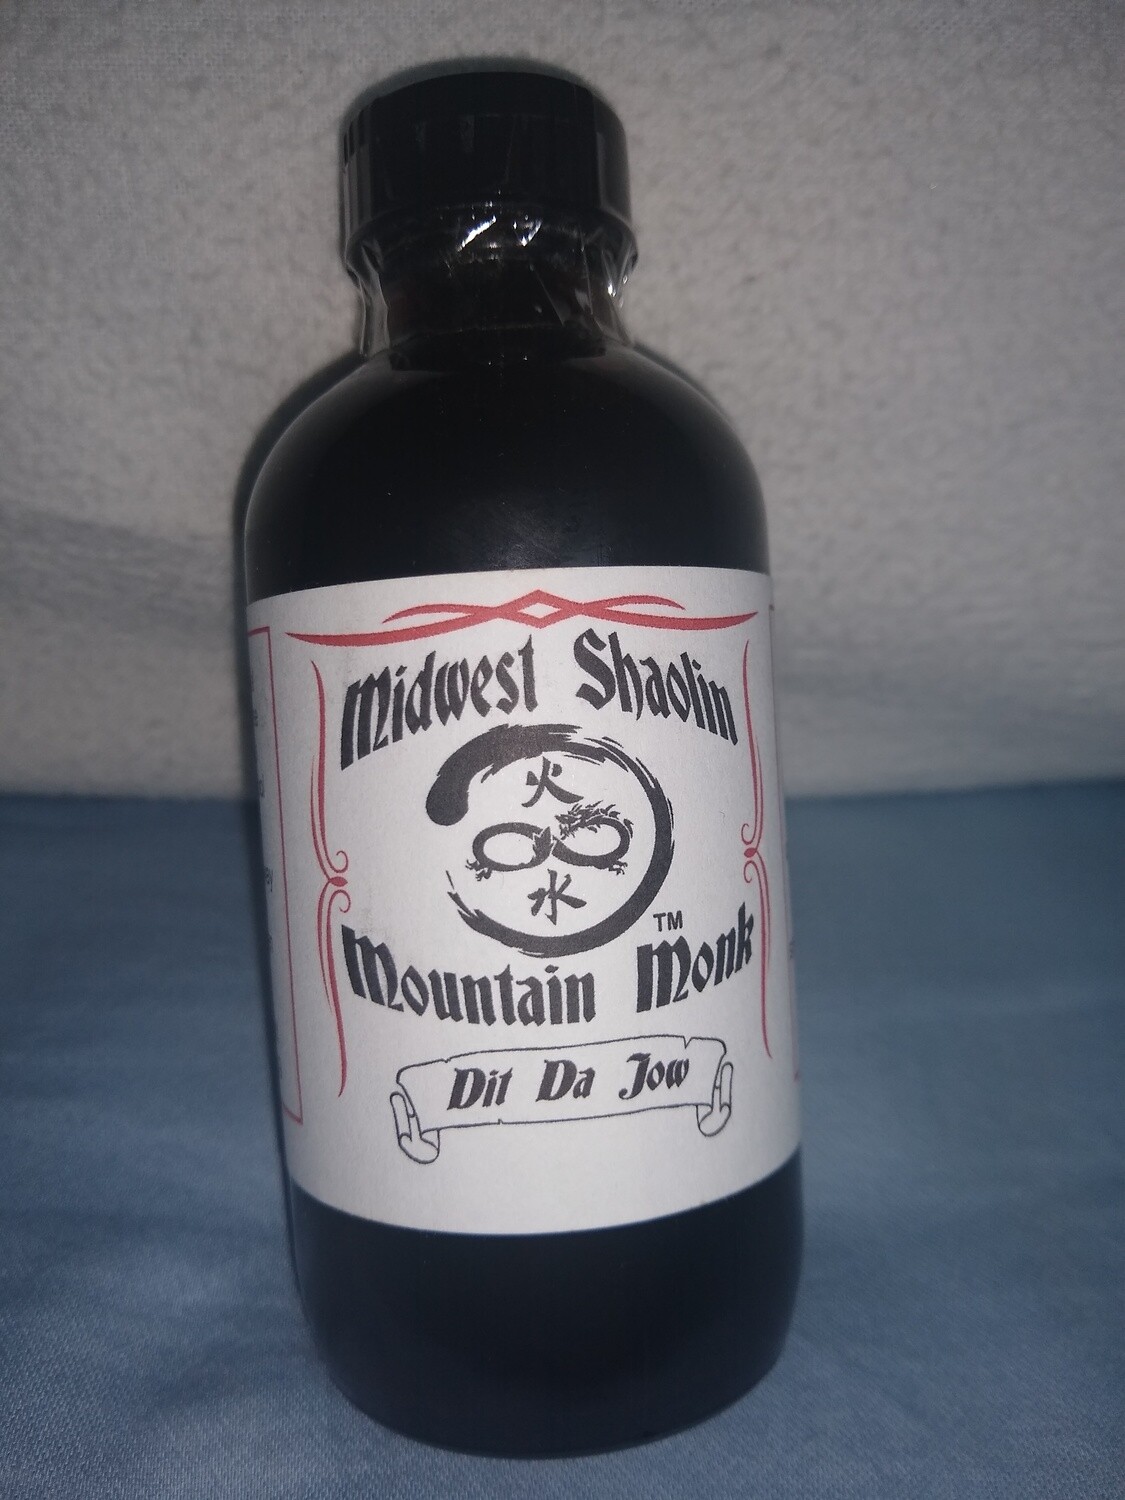 Midwest Shaolin
火
水
TM
Mountain Monk
Dit Da Jow